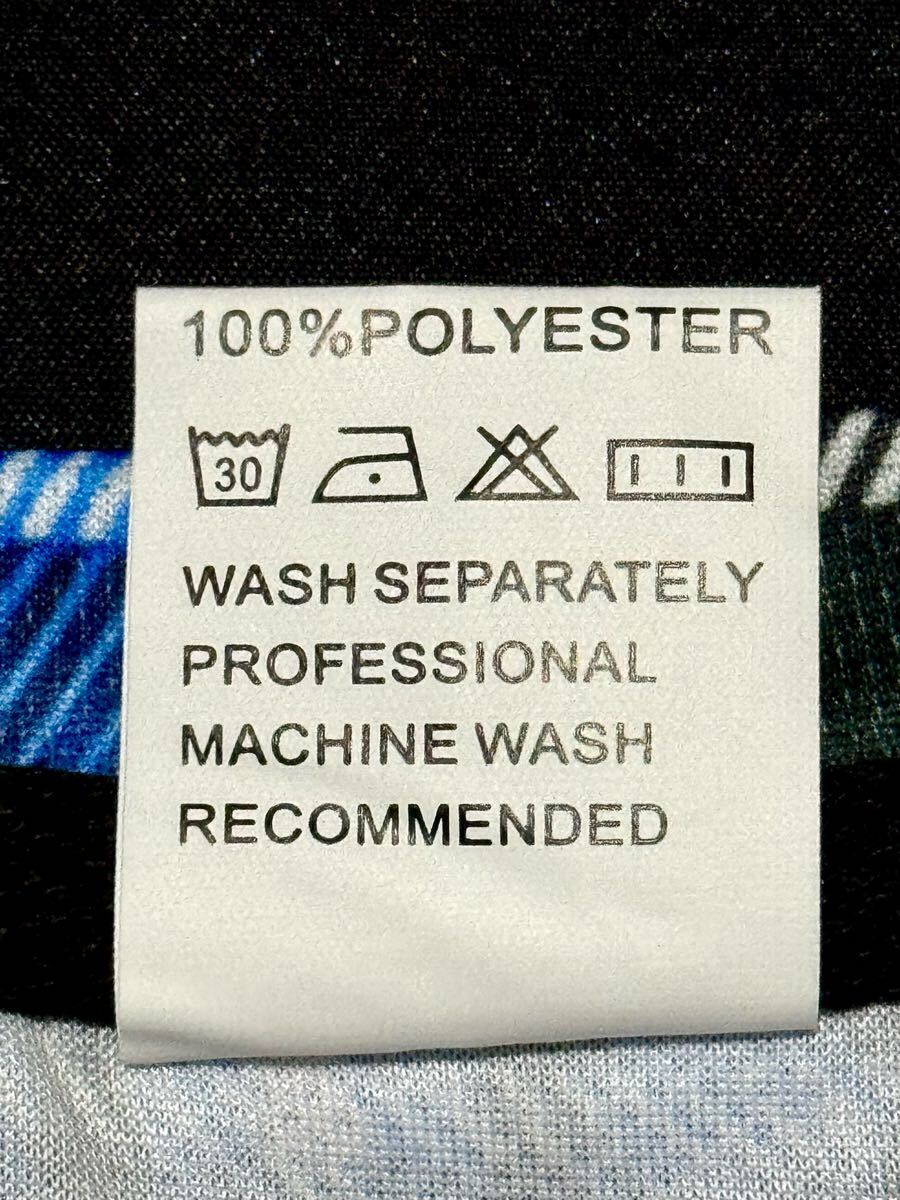 100%POLYESTER
30
WASH SEPARATELY
PROFESSIONAL
MACHINE WASH
RECOMMENDED